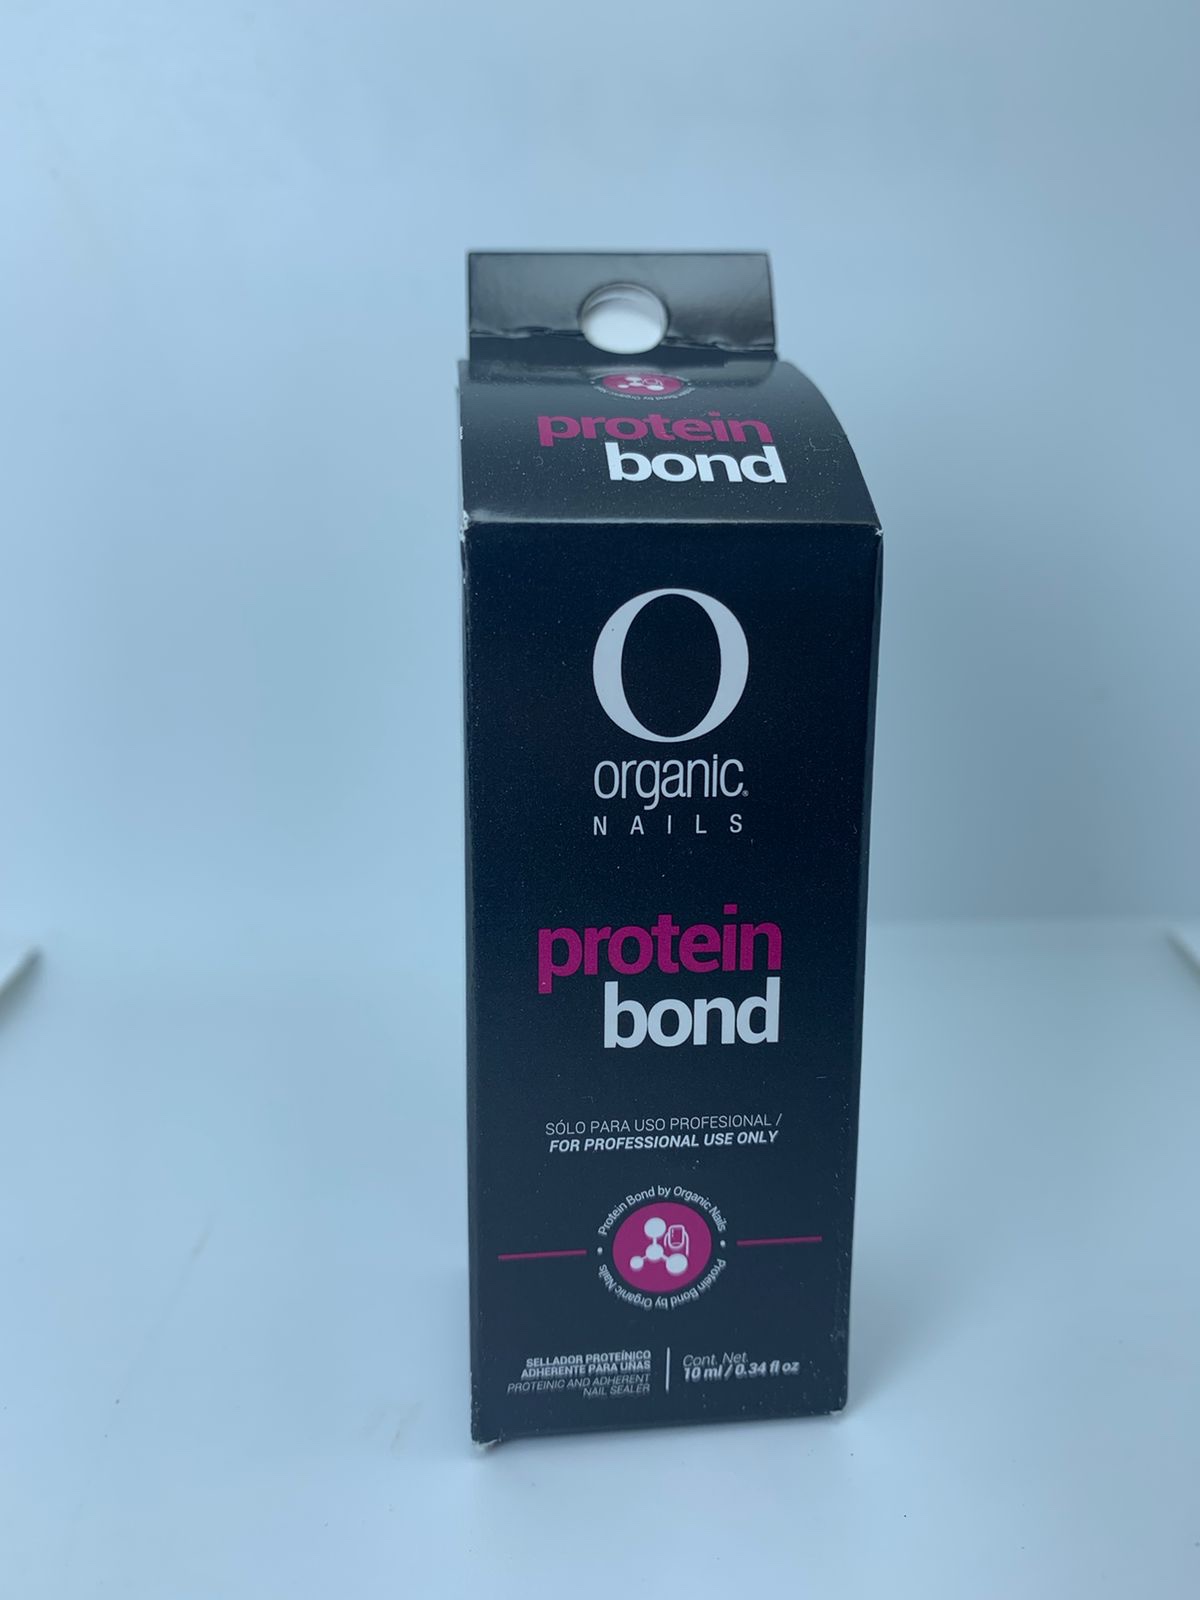 protein
bond
O
organic®
NAILS
protein
bond
SÓLO PARA USO PROFESIONAL /
FOR PROFESSIONAL USE ONLY
Protein Bond by Organic Nails • Protein Bond by Organic Nails •
SELLADOR PROTEÍNICO
ADHERENTE PARA UÑAS
PROTEINIC AND ADHERENT
NAIL SEALER
Cont. Net.
10 ml / 0.34 fl oz